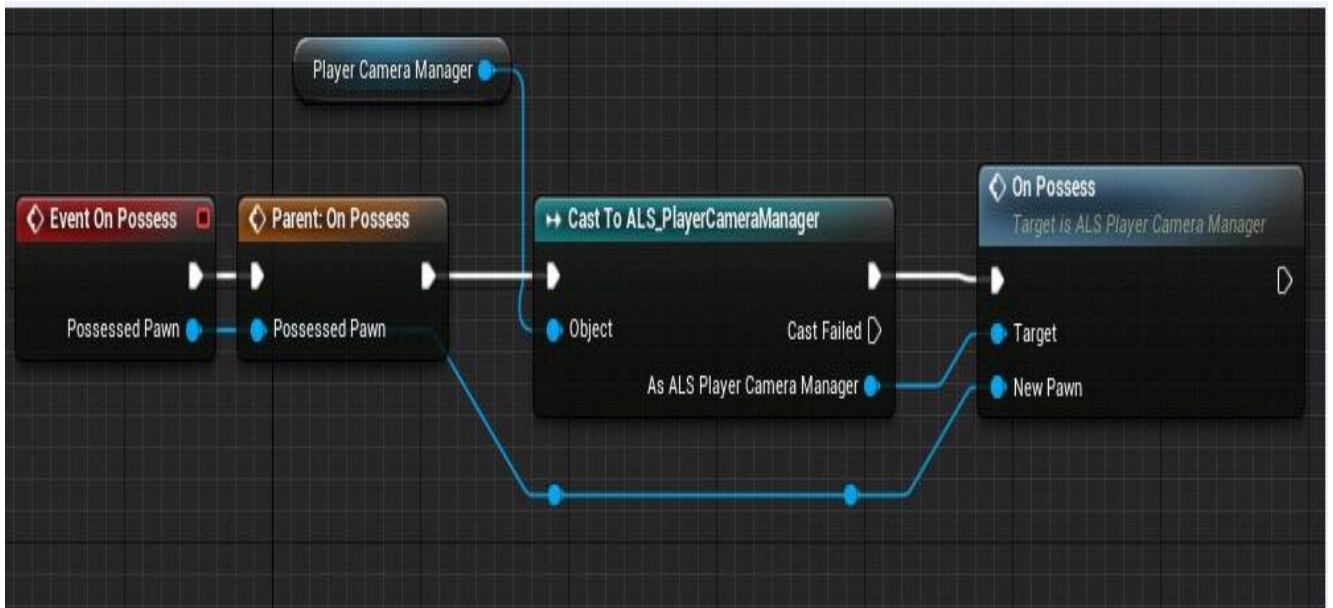 Player Camera Manager
Event On Possess
Possessed Pawn
Parent: On Possess
Possessed Pawn
Cast To ALS_PlayerCameraManager
Object
Cast Failed
As ALS Player Camera Manager
On Possess
Target is ALS Player Camera Manager
Target
New Pawn